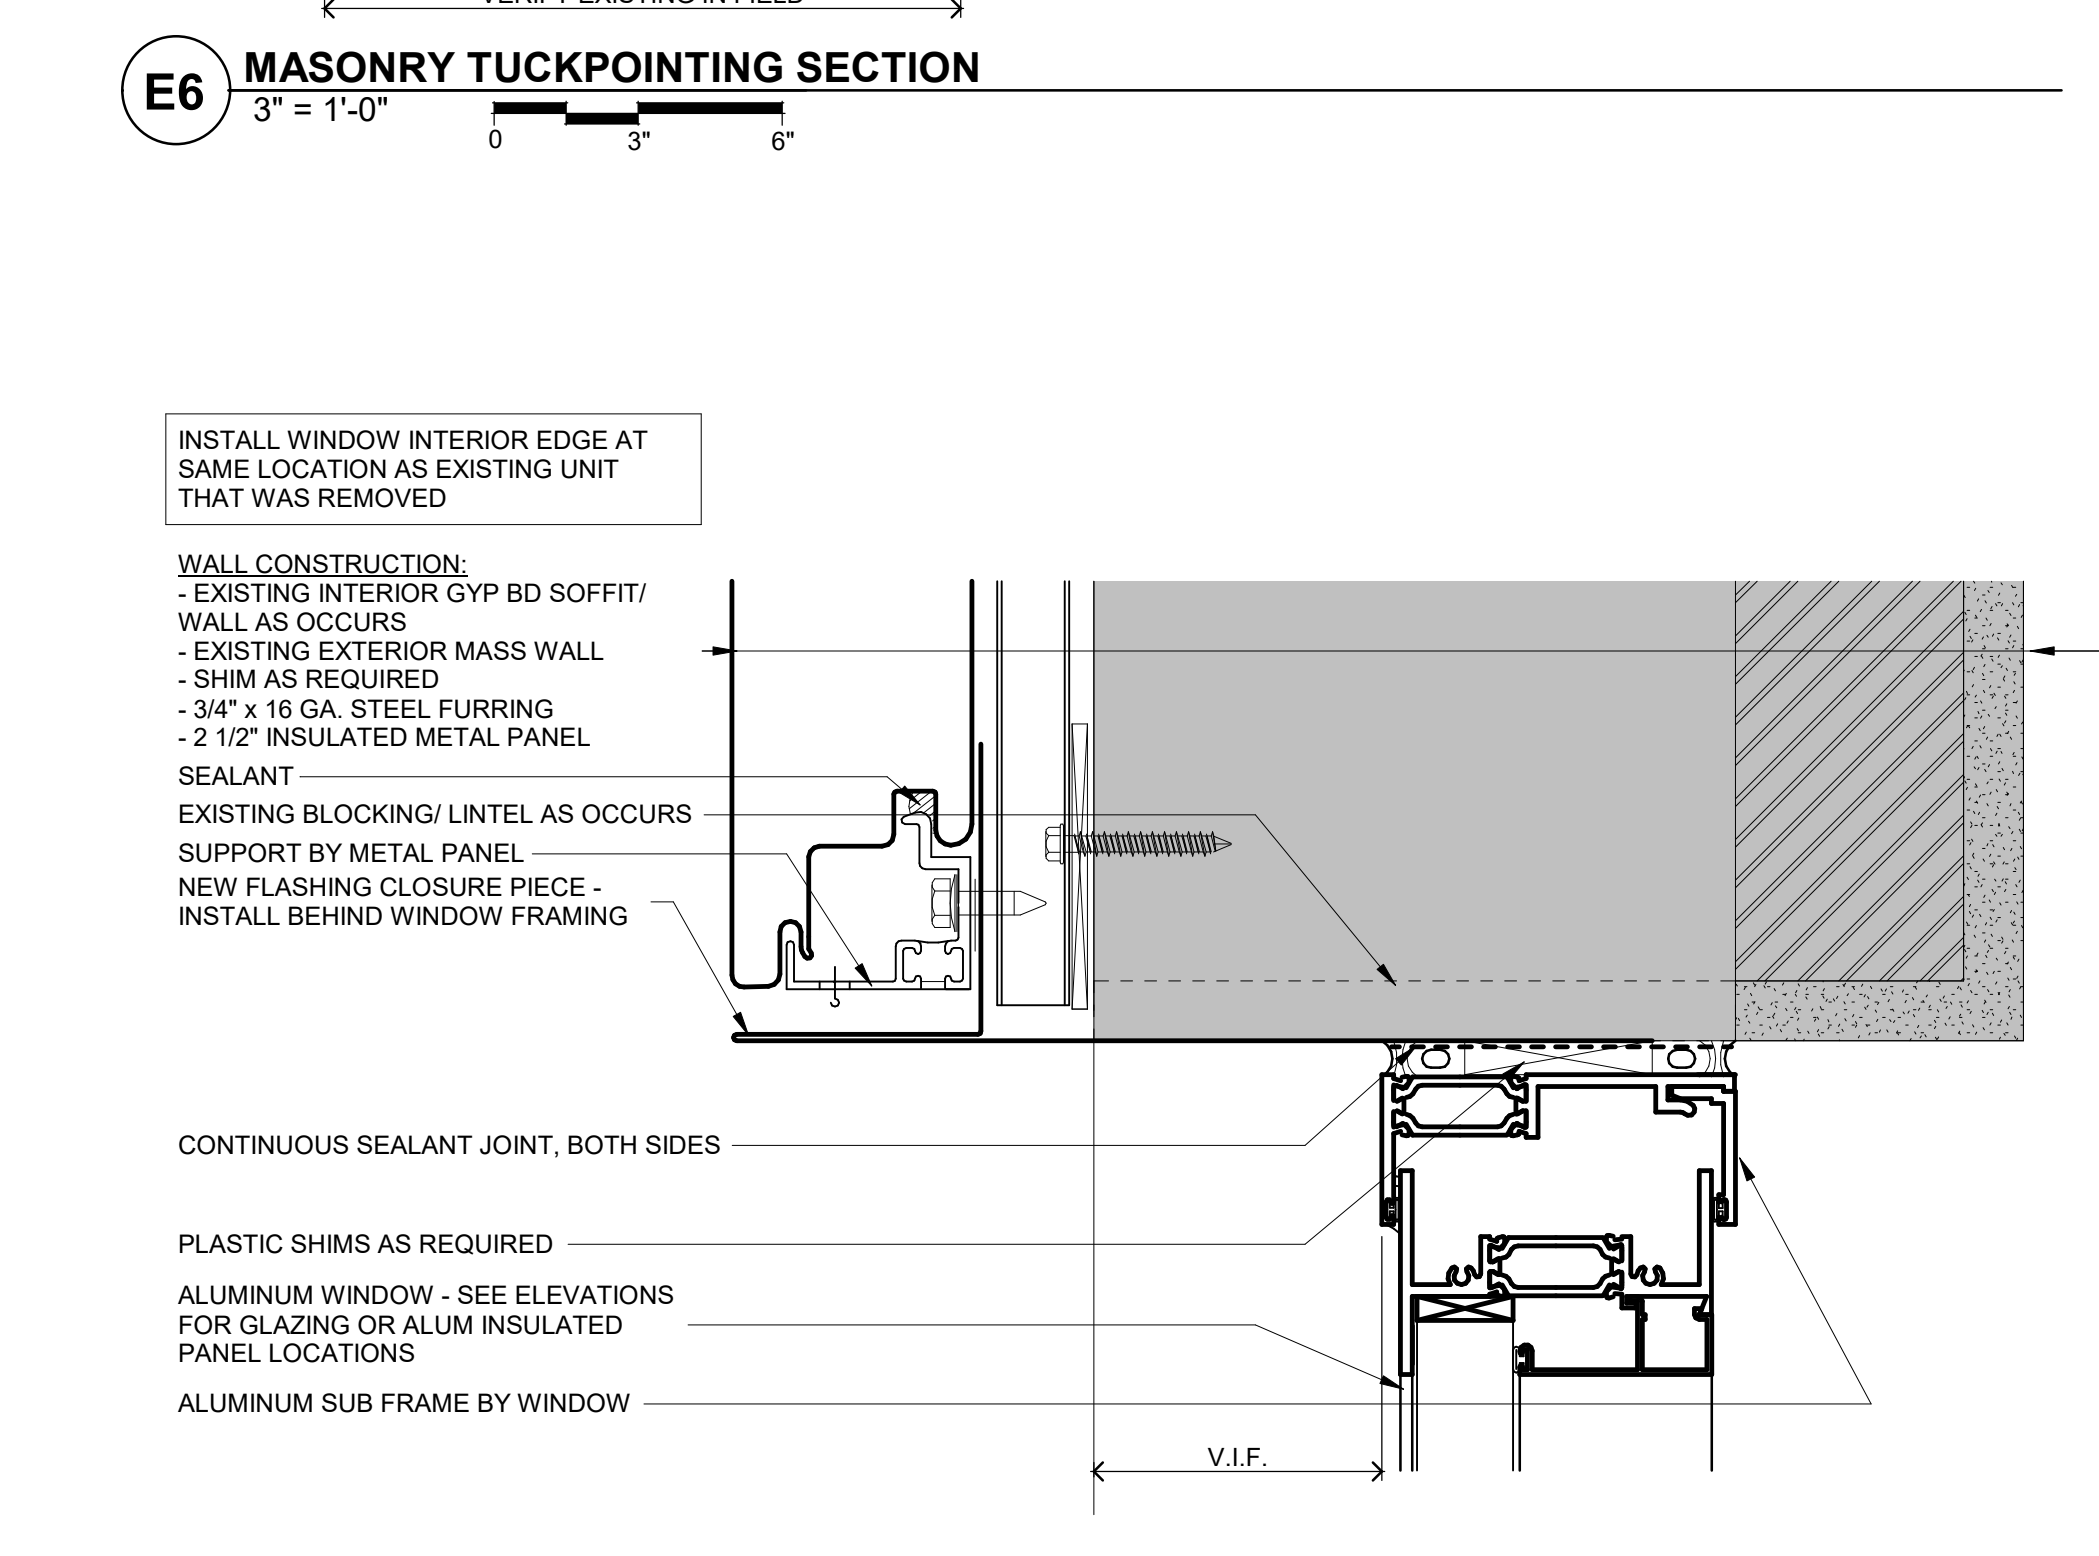 VERIFY EXISTING IN FIELD
E6
MASONRY TUCKPOINTING SECTION
3" = 1'-0"
0
3"
6"
INSTALL WINDOW INTERIOR EDGE AT
SAME LOCATION AS EXISTING UNIT
THAT WAS REMOVED
WALL CONSTRUCTION:
- EXISTING INTERIOR GYP BD SOFFIT/
WALL AS OCCURS
- EXISTING EXTERIOR MASS WALL
- SHIM AS REQUIRED
- 3/4" x 16 GA. STEEL FURRING
- 2 1/2" INSULATED METAL PANEL
SEALANT
EXISTING BLOCKING/ LINTEL AS OCCURS
SUPPORT BY METAL PANEL
NEW FLASHING CLOSURE PIECE -
INSTALL BEHIND WINDOW FRAMING
CONTINUOUS SEALANT JOINT, BOTH SIDES
PLASTIC SHIMS AS REQUIRED
ALUMINUM WINDOW - SEE ELEVATIONS
FOR GLAZING OR ALUM INSULATED
PANEL LOCATIONS
ALUMINUM SUB FRAME BY WINDOW
V.I.F.